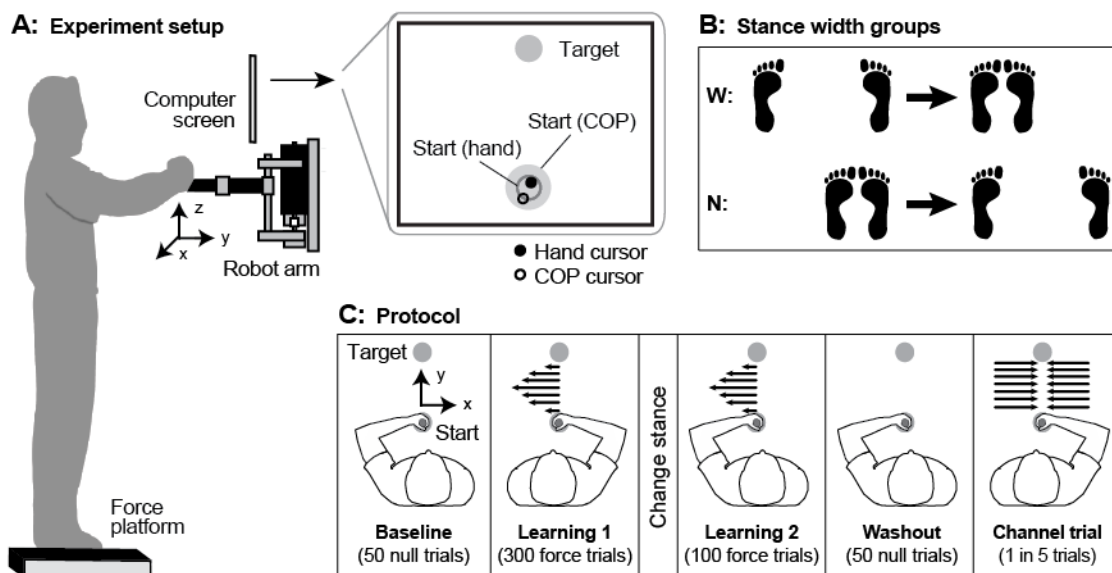 A: Experiment setup
Computer
screen
z
y
x
Robot arm
Force
platform
Target
Start (COP)
Start (hand)
Hand cursor
COP cursor
B: Stance width groups
W:
N:
C: Protocol
Target
y
x
Start
Baseline
(50 null trials)
Learning 1
(300 force trials)
Change stance
Learning 2
(100 force trials)
Washout
(50 null trials)
Channel trial
(1 in 5 trials)